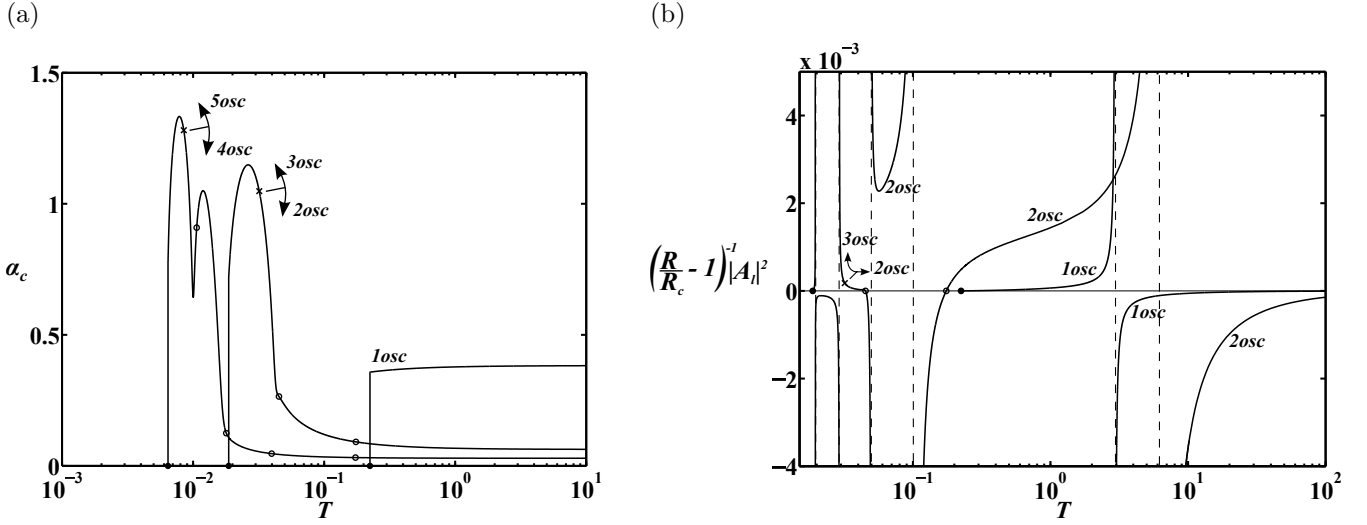 (a)
1.5
1
0.5
0
α_c
5osc
4osc
3osc
2osc
1osc
10^-3
10^-2
10^-1
10^0
10^1
T
(b)
x 10^-3
4
2
0
−2
−4
(R/R_c - 1)^-1 |A_l|^2
2osc
3osc
2osc
2osc
1osc
1osc
2osc
10^-1
10^0
10^1
10^2
T